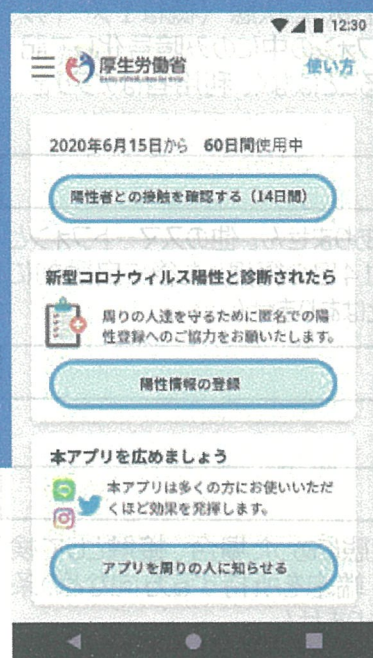 12:30
厚生労働省
使い方
2020年6月15日から 60日間使用中
陽性者との接触を確認する（14日間）
新型コロナウィルス陽性と診断されたら
周りの人達を守るために匿名での陽
性登録へのご協力をお願いいたします。
陽性情報の登録
本アプリを広めましょう
本アプリは多くの方にお使いいただ
くほど効果を発揮します。
アプリを周りの人に知らせる